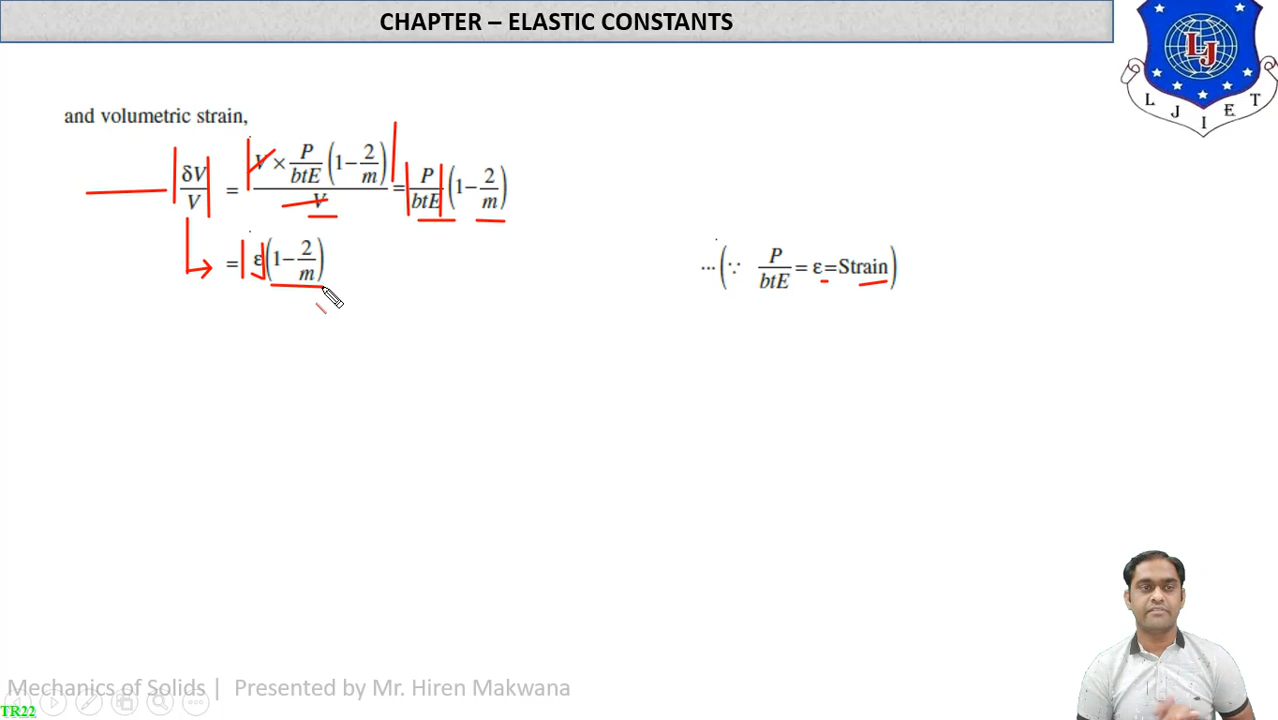 CHAPTER – ELASTIC CONSTANTS
LJ
L J I E T
and volumetric strain,
δV/V = (V × P/btE (1 − 2/m))/V = P/btE (1 − 2/m)
= ε(1 − 2/m) ...(∵ P/btE = ε = Strain)
Mechanics of Solids | Presented by Mr. Hiren Makwana
TR22